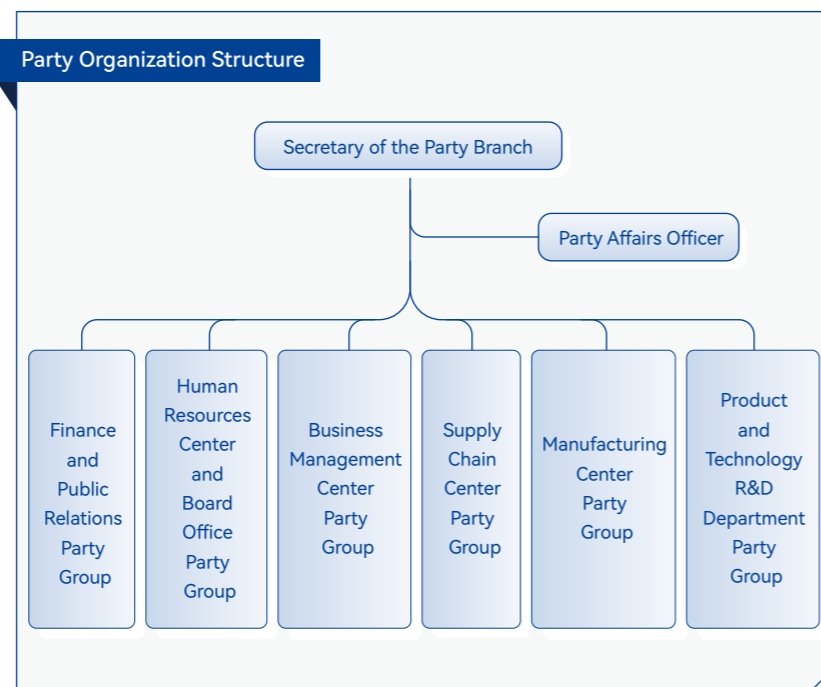 Party Organization Structure
Secretary of the Party Branch
Party Affairs Officer
Finance
and
Public
Relations
Party
Group
Human
Resources
Center
and
Board
Office
Party
Group
Business
Management
Center
Party
Group
Supply
Chain
Center
Party
Group
Manufacturing
Center
Party
Group
Product
and
Technology
R&D
Department
Party
Group